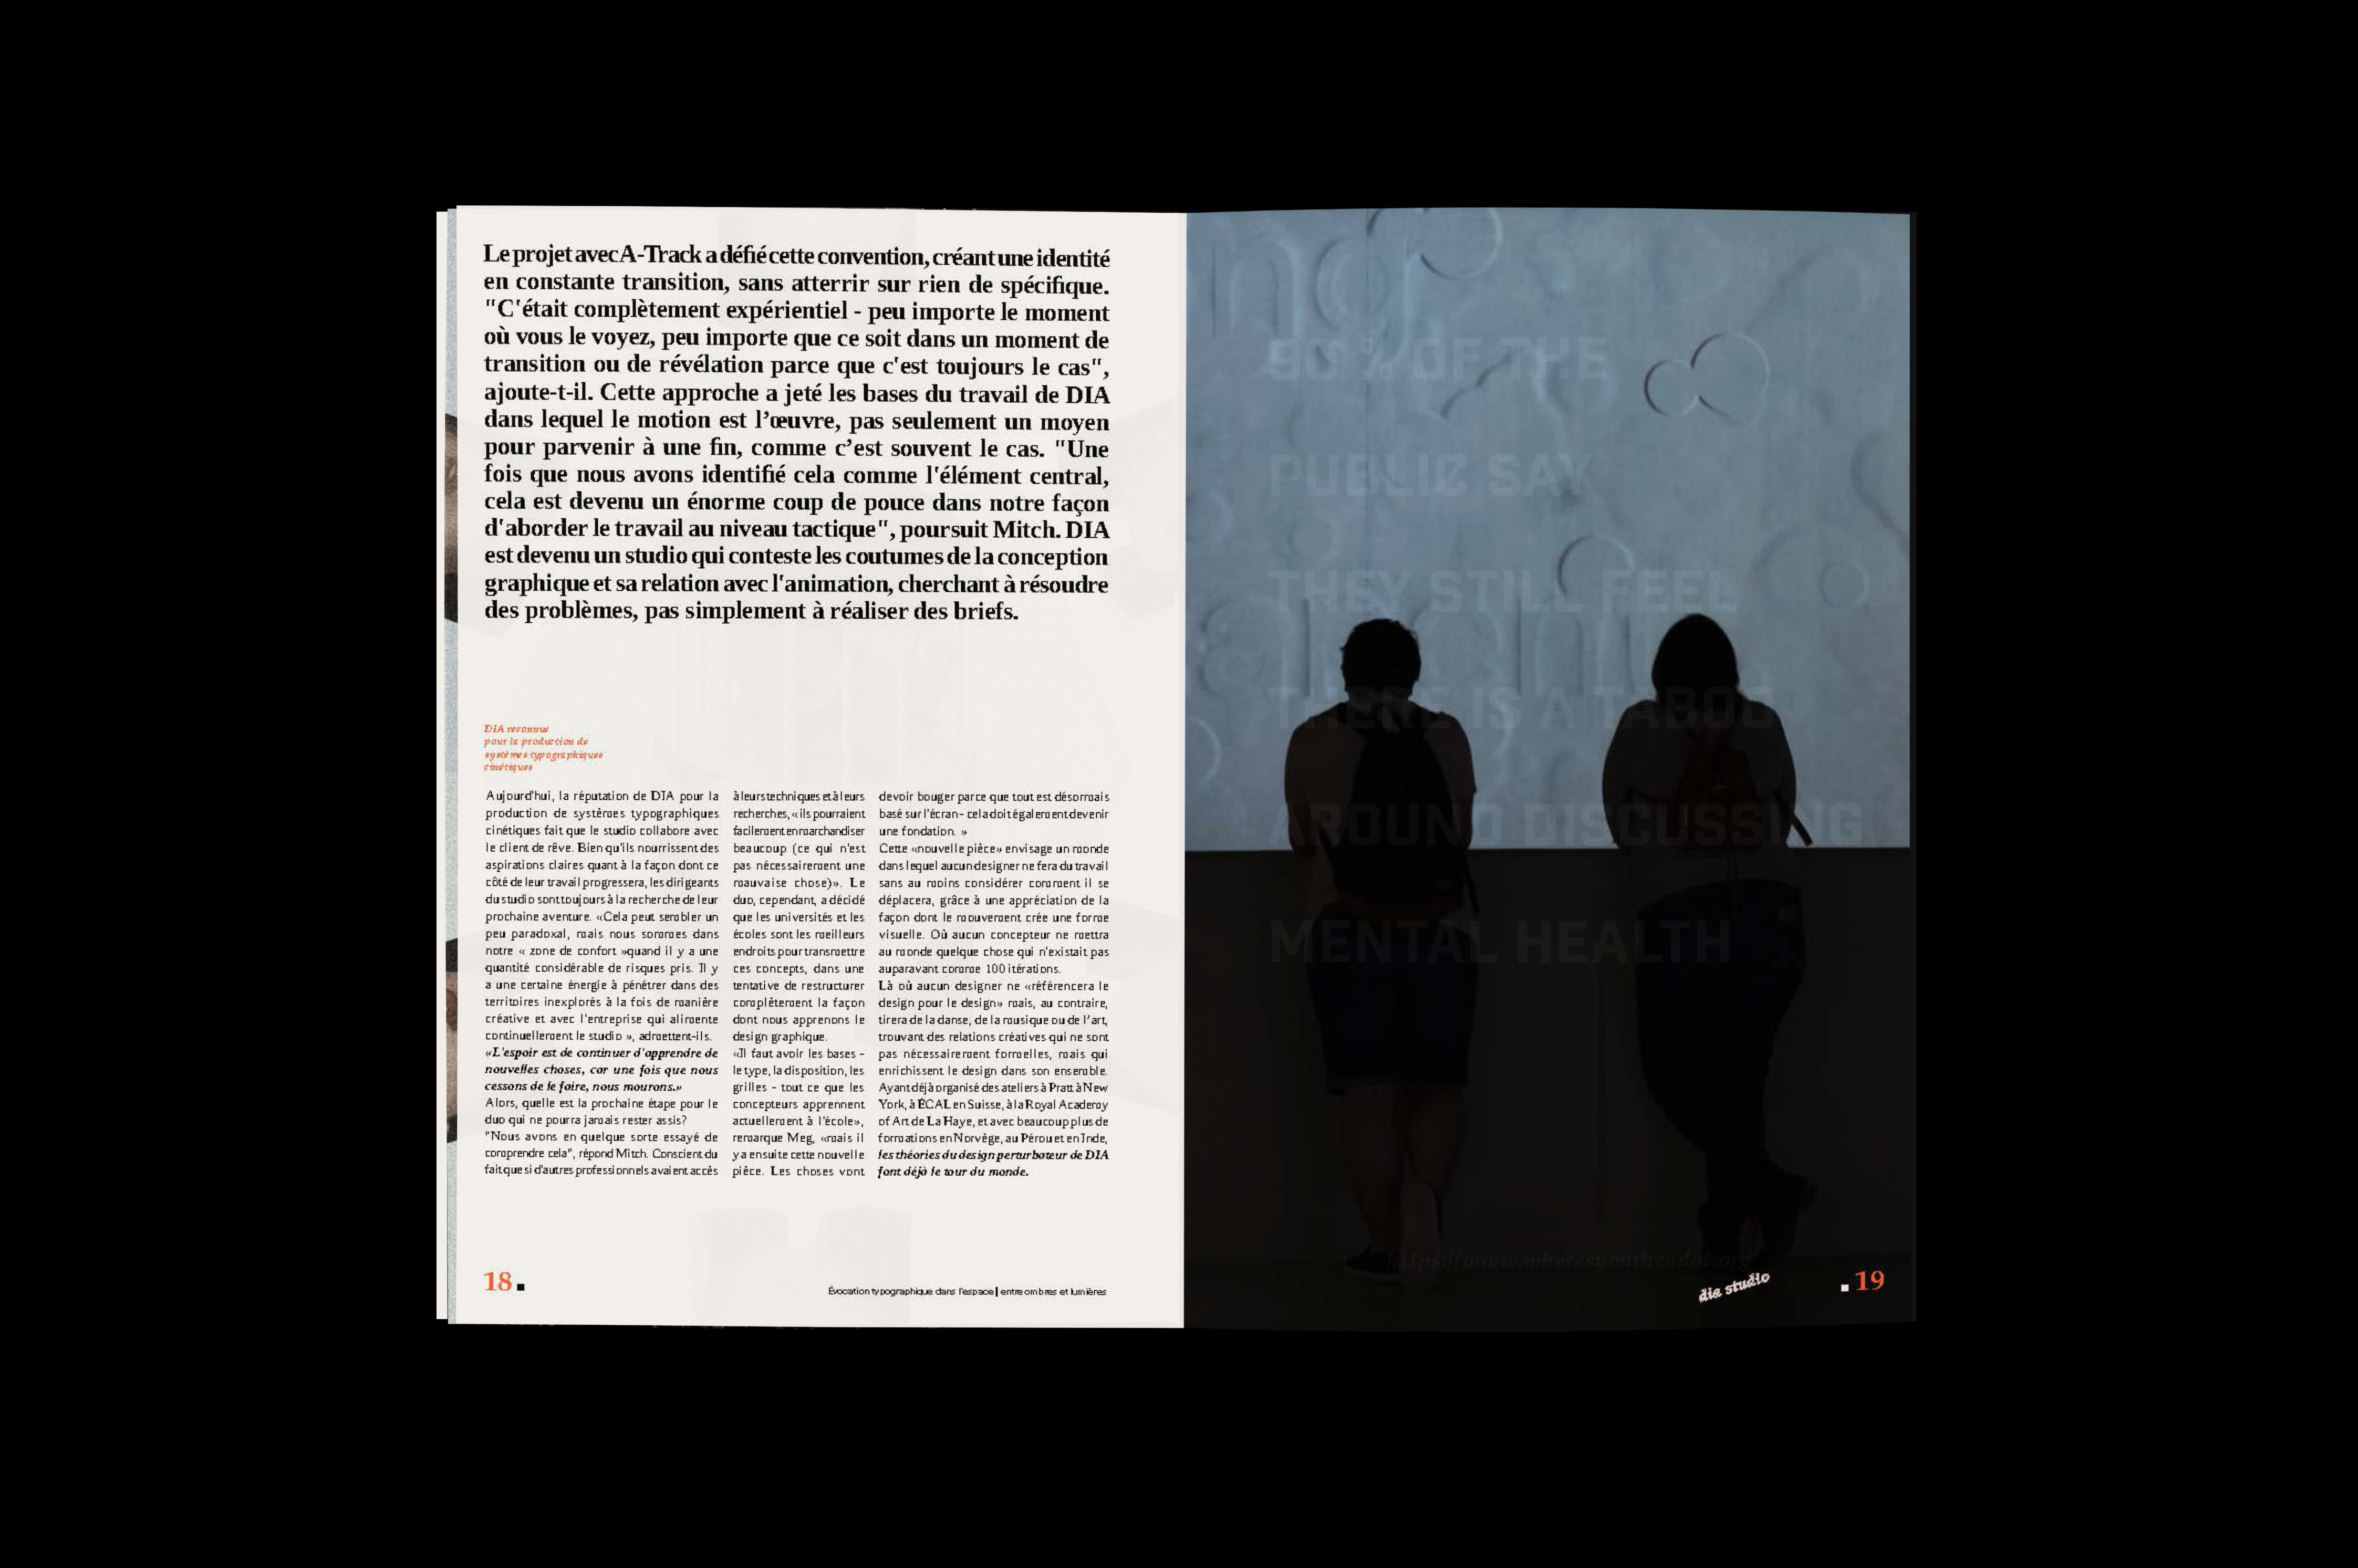 Le projet avec A-Track a défié cette convention, créant une identité
en constante transition, sans atterrir sur rien de spécifique.
"C'était complètement expérientiel - peu importe le moment
où vous le voyez, peu importe que ce soit dans un moment de
transition ou de révélation parce que c'est toujours le cas",
ajoute-t-il. Cette approche a jeté les bases du travail de DIA
dans lequel le motion est l’œuvre, pas seulement un moyen
pour parvenir à une fin, comme c’est souvent le cas. "Une
fois que nous avons identifié cela comme l'élément central,
cela est devenu un énorme coup de pouce dans notre façon
d'aborder le travail au niveau tactique", poursuit Mitch. DIA
est devenu un studio qui conteste les coutumes de la conception
graphique et sa relation avec l'animation, cherchant à résoudre
des problèmes, pas simplement à réaliser des briefs.
DIA reconnue
pour la production de
systèmes typographiques
cinétiques
Aujourd'hui, la réputation de DIA pour la
production de systèmes typographiques
cinétiques fait que le studio collabore avec
le client de rêve. Bien qu'ils nourrissent des
aspirations claires quant à la façon dont ce
côté de leur travail progressera, les dirigeants
du studio sont toujours à la recherche de leur
prochaine aventure. «Cela peut sembler un
peu paradoxal, mais nous sommes dans
notre « zone de confort »quand il y a une
quantité considérable de risques pris. Il y
a une certaine énergie à pénétrer dans des
territoires inexplorés à la fois de manière
créative et avec l'entreprise qui alimente
continuellement le studio », admettent-ils.
«L'espoir est de continuer d'apprendre de
nouvelles choses, car une fois que nous
cessons de le faire, nous mourons.»
Alors, quelle est la prochaine étape pour le
duo qui ne pourra jamais rester assis?
"Nous avons en quelque sorte essayé de
comprendre cela", répond Mitch. Conscient du
fait que si d'autres professionnels avaient accès
à leurs techniques et à leurs
recherches, «ils pourraient
facilement en marchandiser
beaucoup (ce qui n'est
pas nécessairement une
mauvaise chose)». Le
duo, cependant, a décidé
que les universités et les
écoles sont les meilleurs
endroits pour transmettre
ces concepts, dans une
tentative de restructurer
complètement la façon
dont nous apprenons le
design graphique.
«Il faut avoir les bases -
le type, la disposition, les
grilles - tout ce que les
concepteurs apprennent
actuellement à l'école»,
remarque Meg, «mais il
y a ensuite cette nouvelle
pièce. Les choses vont
devoir bouger parce que tout est désormais
basé sur l'écran - cela doit également devenir
une fondation. »
Cette «nouvelle pièce» envisage un monde
dans lequel aucun designer ne fera du travail
sans au moins considérer comment il se
déplacera, grâce à une appréciation de la
façon dont le mouvement crée une forme
visuelle. Où aucun concepteur ne mettra
au monde quelque chose qui n'existait pas
auparavant comme 100 itérations.
Là où aucun designer ne «référencera le
design pour le design» mais, au contraire,
tirera de la danse, de la musique ou de l’art,
trouvant des relations créatives qui ne sont
pas nécessairement formelles, mais qui
enrichissent le design dans son ensemble.
Ayant déjà organisé des ateliers à Pratt à New
York, à ÉCAL en Suisse, à la Royal Academy
of Art de La Haye, et avec beaucoup plus de
formations en Norvège, au Pérou et en Inde,
les théories du design perturbateur de DIA
font déjà le tour du monde.
18
Évocation typographique dans l'espace | entre ombres et lumières
90 % OF THE
PUBLIC SAY
THEY STILL FEEL
THERE IS A TABOO
AROUND DISCUSSING
MENTAL HEALTH
https://www.wheresyourheadat.org
dia studio
19